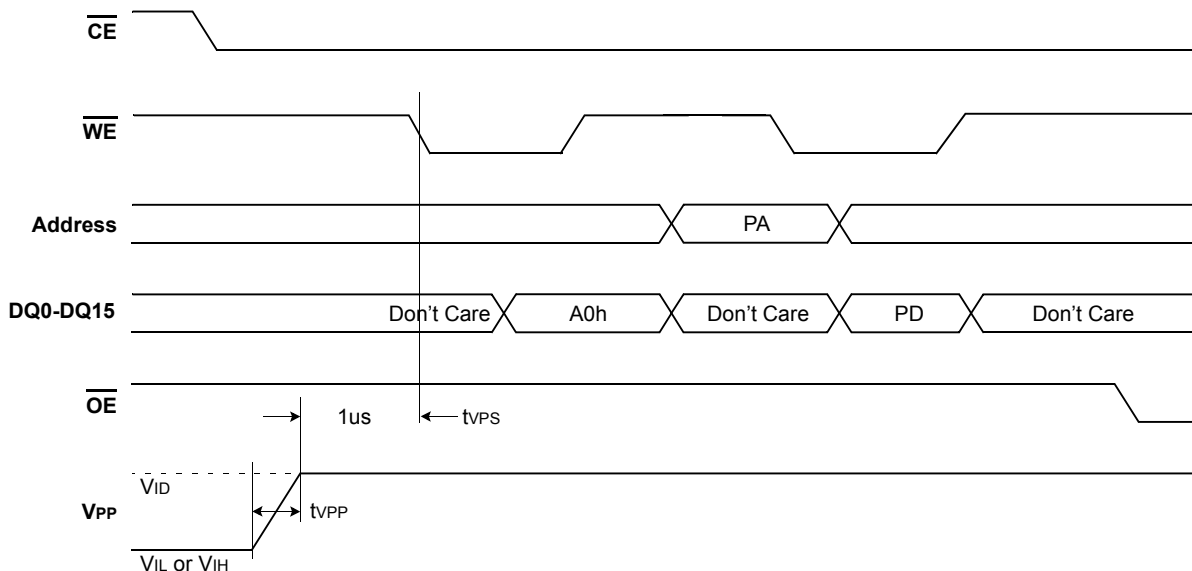 CE
WE
Address PA
DQ0-DQ15 Don't Care A0h Don't Care PD Don't Care
OE 1us tVPS
VID
VPP tVPP
VIL or VIH